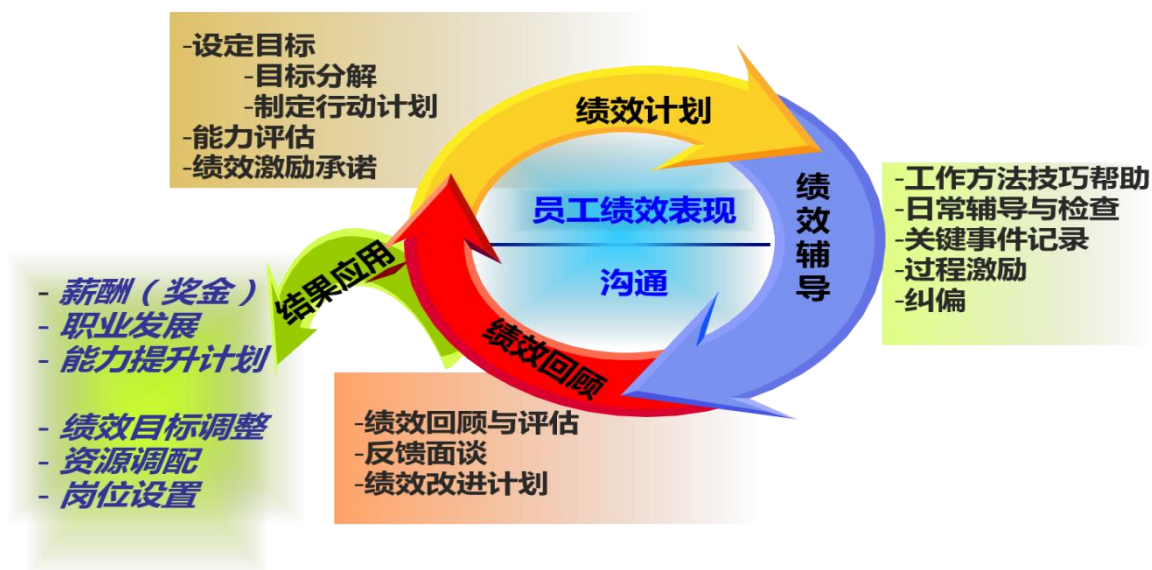 -设定目标
-目标分解
-制定行动计划
-能力评估
-绩效激励承诺
绩效计划
员工绩效表现
沟通
绩效辅导
-工作方法技巧帮助
-日常辅导与检查
-关键事件记录
-过程激励
-纠偏
结果应用
- 薪酬（奖金）
- 职业发展
- 能力提升计划
- 绩效目标调整
- 资源调配
- 岗位设置
绩效回顾
-绩效回顾与评估
-反馈面谈
-绩效改进计划